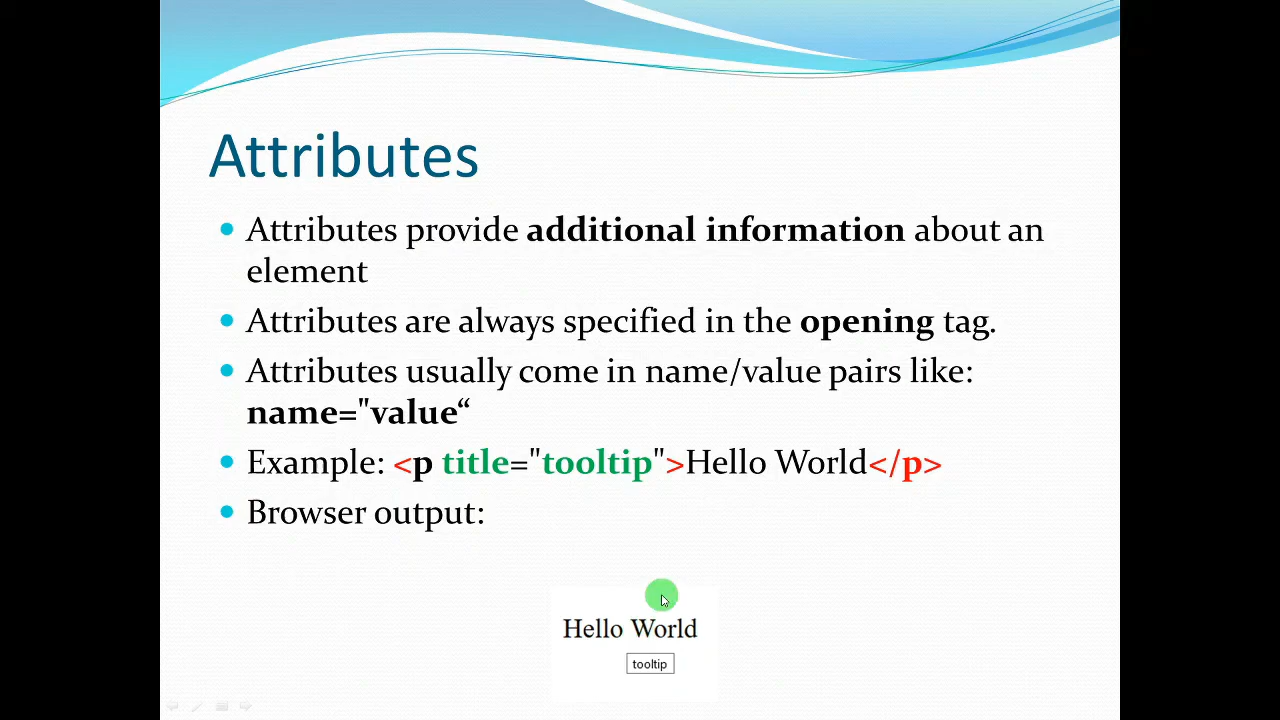 Attributes
Attributes provide additional information about an
element
Attributes are always specified in the opening tag.
Attributes usually come in name/value pairs like:
name="value“
Example: <p title="tooltip">Hello World</p>
Browser output:
Hello World
tooltip